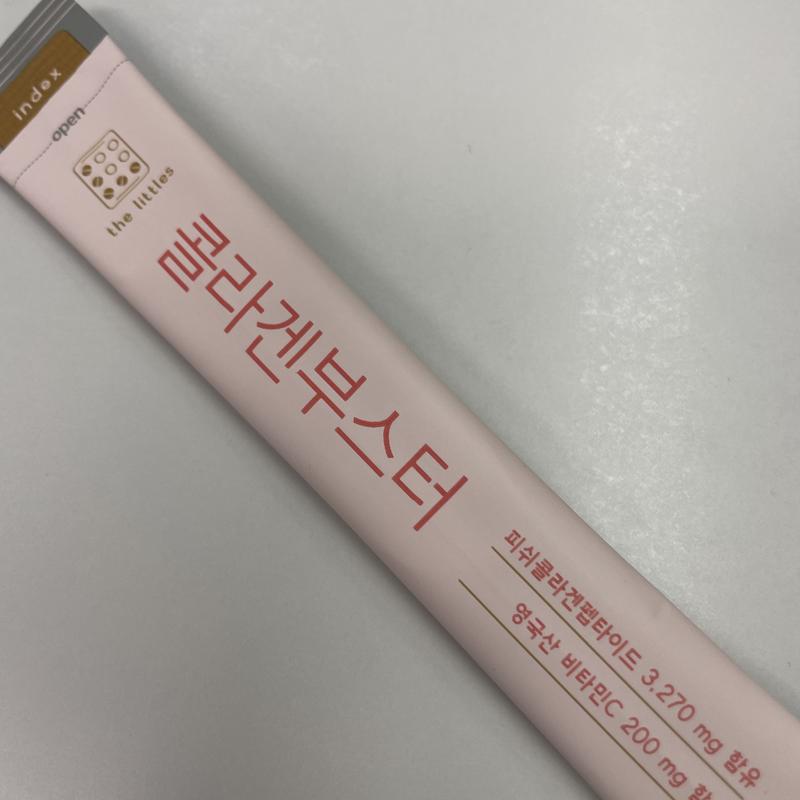 index
open
the littles
콜라겐부스터
피쉬콜라겐펩타이드 3,270 mg 함유
영국산 비타민C 200 mg